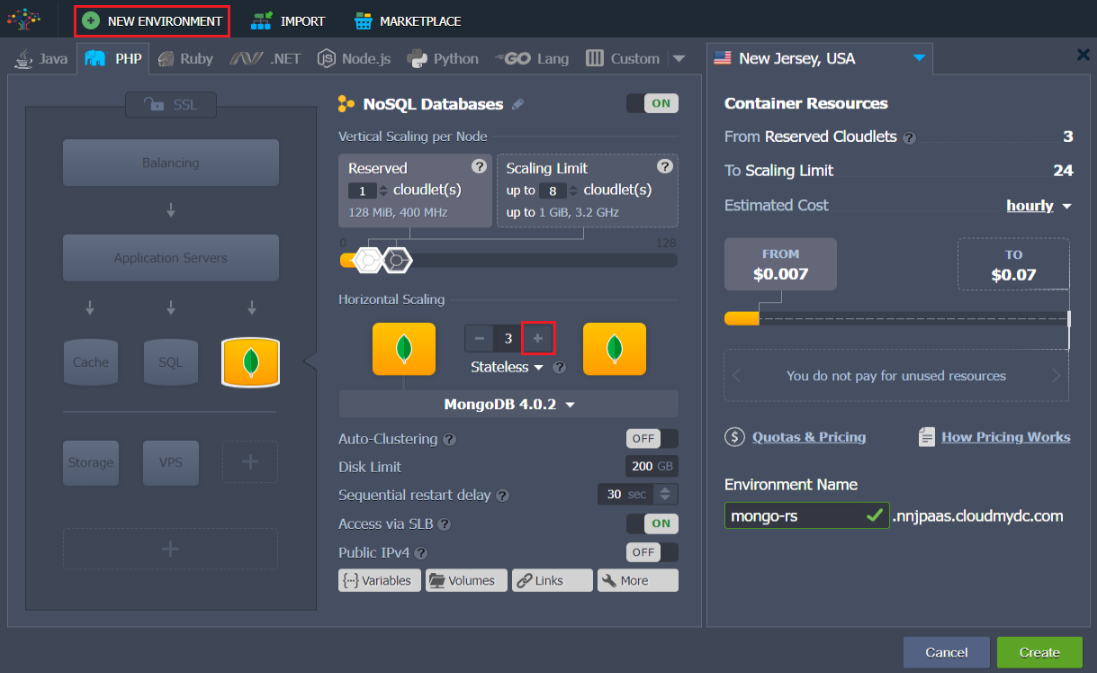 NEW ENVIRONMENT IMPORT MARKETPLACE
Java PHP Ruby .NET Node.js Python GO Lang Custom
New Jersey, USA
SSL
Balancing
Application Servers
Cache SQL
Storage VPS
NoSQL Databases ON
Vertical Scaling per Node
Reserved ?
1 cloudlet(s)
128 MiB, 400 MHz
Scaling Limit ?
up to 8 cloudlet(s)
up to 1 GiB, 3.2 GHz
0 128
Horizontal Scaling
− 3 +
Stateless ?
MongoDB 4.0.2
Auto-Clustering ? OFF
Disk Limit 200 GB
Sequential restart delay ? 30 sec
Access via SLB ? ON
Public IPv4 ? OFF
Variables Volumes Links More
Container Resources
From Reserved Cloudlets ? 3
To Scaling Limit 24
Estimated Cost hourly
FROM
$0.007
TO
$0.07
You do not pay for unused resources
Quotas & Pricing How Pricing Works
Environment Name
mongo-rs .nnjpaas.cloudmydc.com
Cancel Create